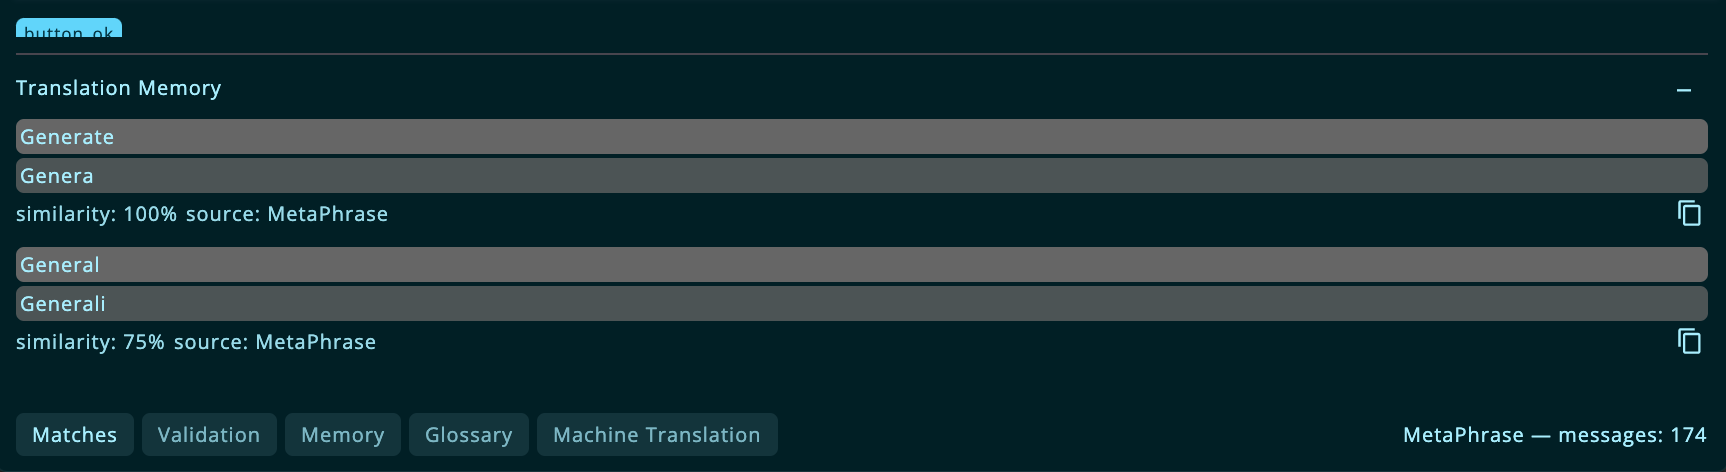 button_ok
Translation Memory
Generate
Genera
similarity: 100% source: MetaPhrase
General
Generali
similarity: 75% source: MetaPhrase
Matches Validation Memory Glossary Machine Translation MetaPhrase — messages: 174